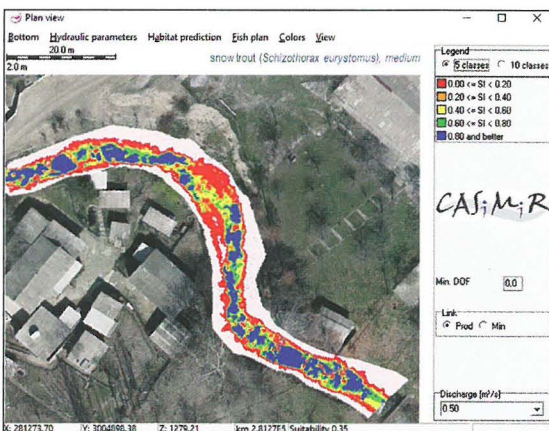 Plan view
Bottom Hydraulic parameters Habitat prediction Fish plan Colors View
20.0 m
2.0 m
snow trout (Schizothorax eurystomus), medium
Legend
5 classes 10 classes
0.00 <= SI < 0.20
0.20 <= SI < 0.40
0.40 <= SI < 0.60
0.60 <= SI < 0.80
0.80 and better
CASiMiR
Min. DOF 0,0
Link
Prod Min
Discharge [m³/s]
0.50
X: 281273.70 Y: 3004898.38 Z: 1279.21 km 2.8127E5 Suitability 0.35